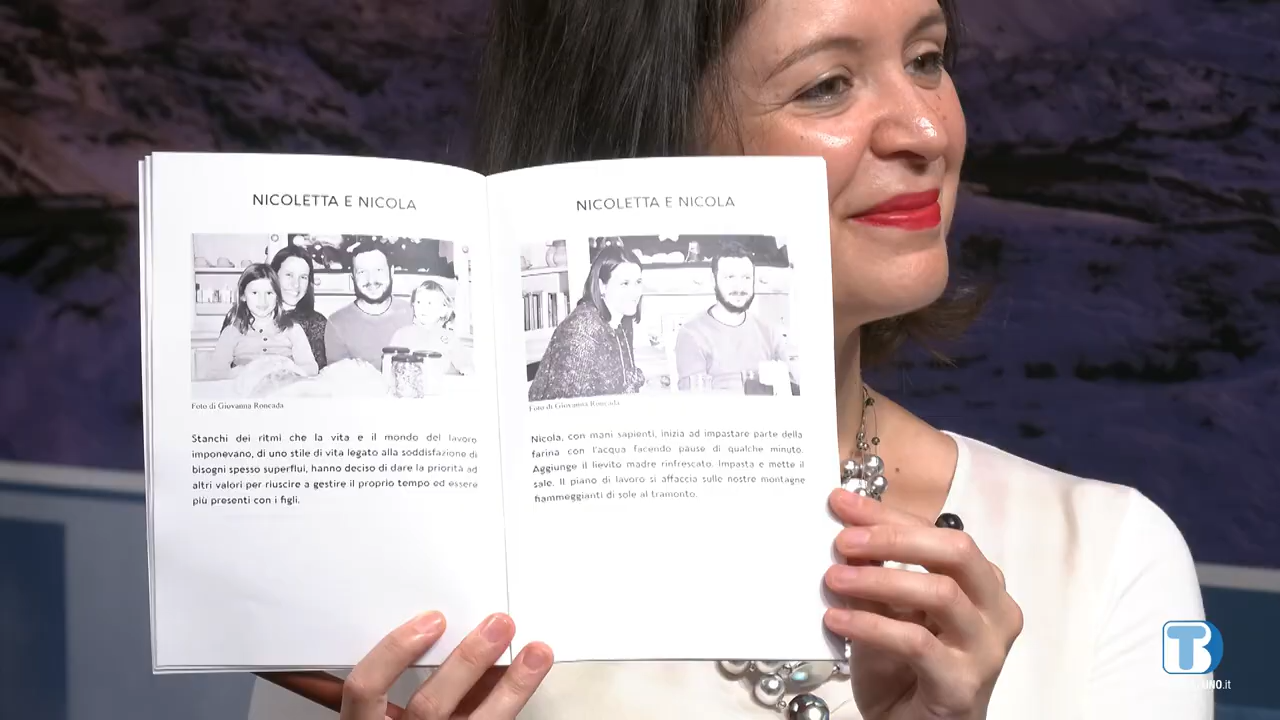 NICOLETTA E NICOLA
Foto di Giovanna Roncada
Stanchi dei ritmi che la vita e il mondo del lavoro
imponevano, di uno stile di vita legato alla soddisfazione di
bisogni spesso superflui, hanno deciso di dare la priorità ad
altri valori per riuscire a gestire il proprio tempo ed essere
più presenti con i figli.
NICOLETTA E NICOLA
Foto di Giovanna Roncada
Nicola, con mani sapienti, inizia ad impastare parte della
farina con l'acqua facendo pause di qualche minuto.
Aggiunge il lievito madre rinfrescato. Impasta e mette il
sale. Il piano di lavoro si affaccia sulle nostre montagne
fiammeggianti di sole al tramonto.
TB